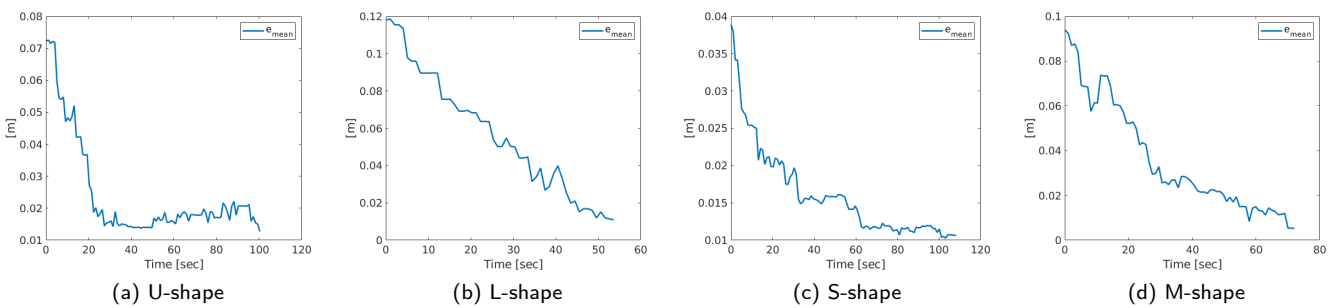 0.08
0.07
0.06
0.05
0.04
0.03
0.02
0.01
[m]
0 20 40 60 80 100 120
Time [sec]
e_mean
(a) U-shape
0.12
0.1
0.08
0.06
0.04
0.02
0
[m]
0 10 20 30 40 50 60
Time [sec]
e_mean
(b) L-shape
0.04
0.035
0.03
0.025
0.02
0.015
0.01
[m]
0 20 40 60 80 100 120
Time [sec]
e_mean
(c) S-shape
0.1
0.08
0.06
0.04
0.02
0
[m]
0 20 40 60 80
Time [sec]
e_mean
(d) M-shape